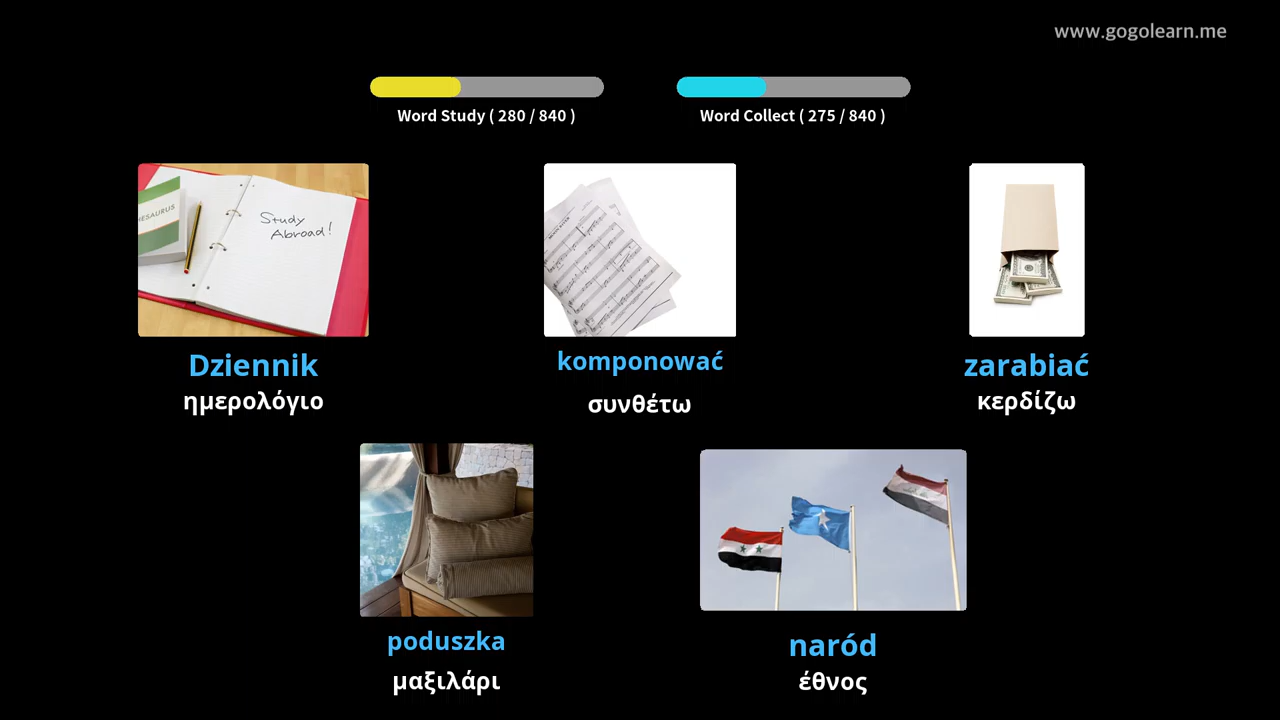 www.gogolearn.me
Word Study ( 280 / 840 )
Word Collect ( 275 / 840 )
HESAURUS
Study
Abroad!
Dziennik
ημερολόγιο
komponować
συνθέτω
zarabiać
κερδίζω
poduszka
μαξιλάρι
naród
έθνος